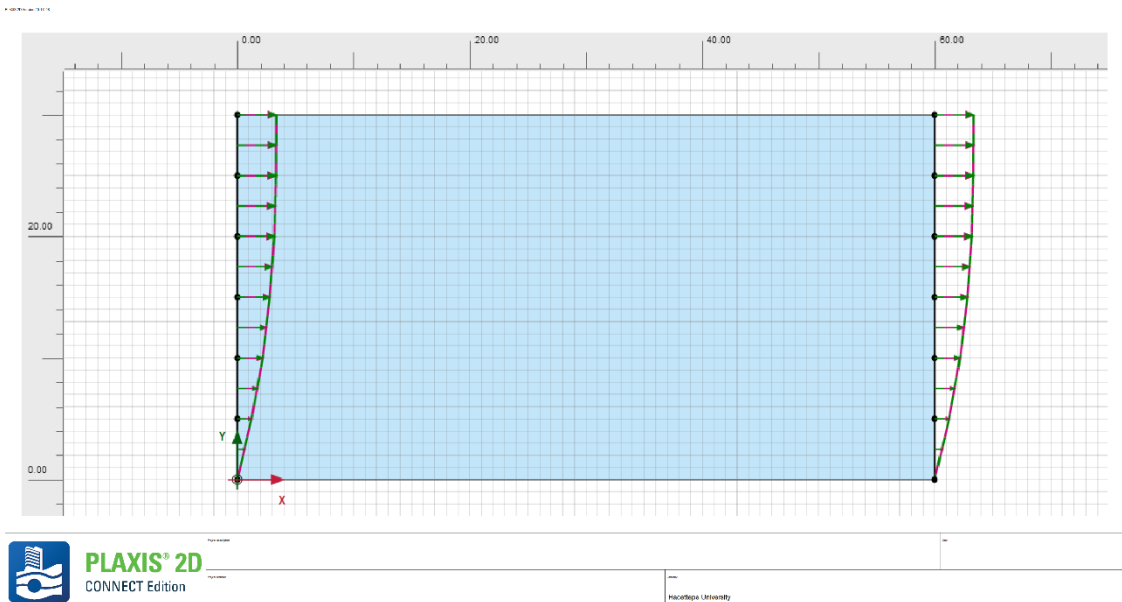 0.00 20.00 40.00 60.00
20.00
0.00
Y
X
PLAXIS® 2D
CONNECT Edition
Hacettepe University